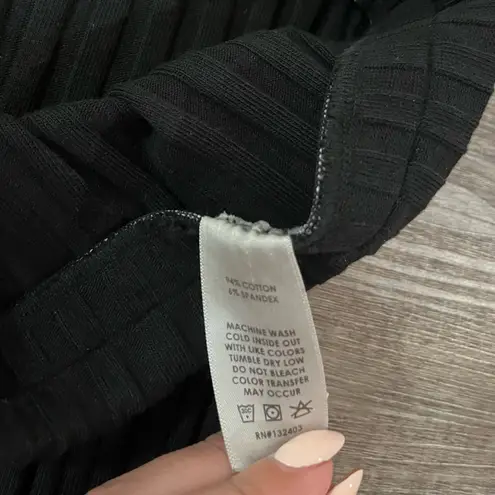 94% COTTON
6% SPANDEX
MACHINE WASH
COLD INSIDE OUT
WITH LIKE COLORS
TUMBLE DRY LOW
DO NOT BLEACH
COLOR TRANSFER
MAY OCCUR
30C
RN#132403